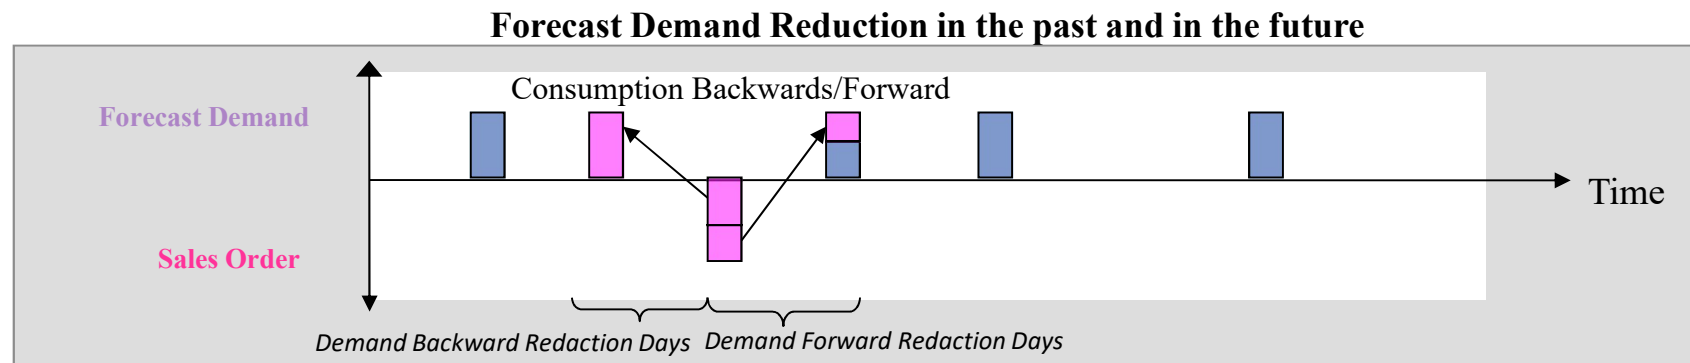 Forecast Demand Reduction in the past and in the future
Consumption Backwards/Forward
Forecast Demand
Time
Sales Order
Demand Backward Redaction Days
Demand Forward Redaction Days